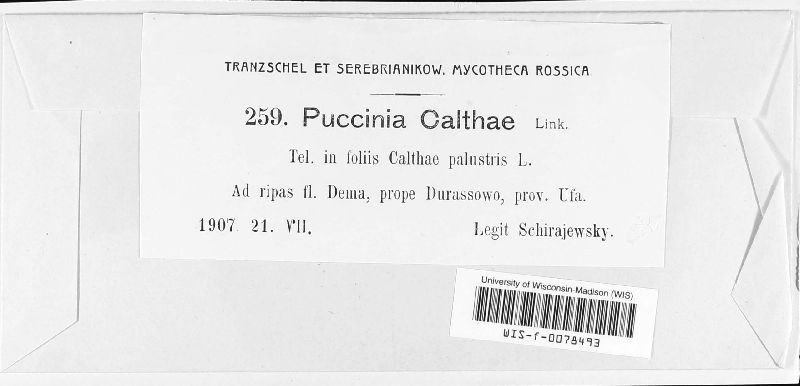 TRANZSCHEL ET SEREBRIANIKOW. MYCOTHECA ROSSICA
259. Puccinia Calthae Link.
Tel. in foliis Calthae palustris L.
Ad ripas fl. Dema, prope Durassowo, prov. Ufa.
1907 21. VII. Legit Schirajewsky.
University of Wisconsin-Madison (WIS)
WIS-f-0078493